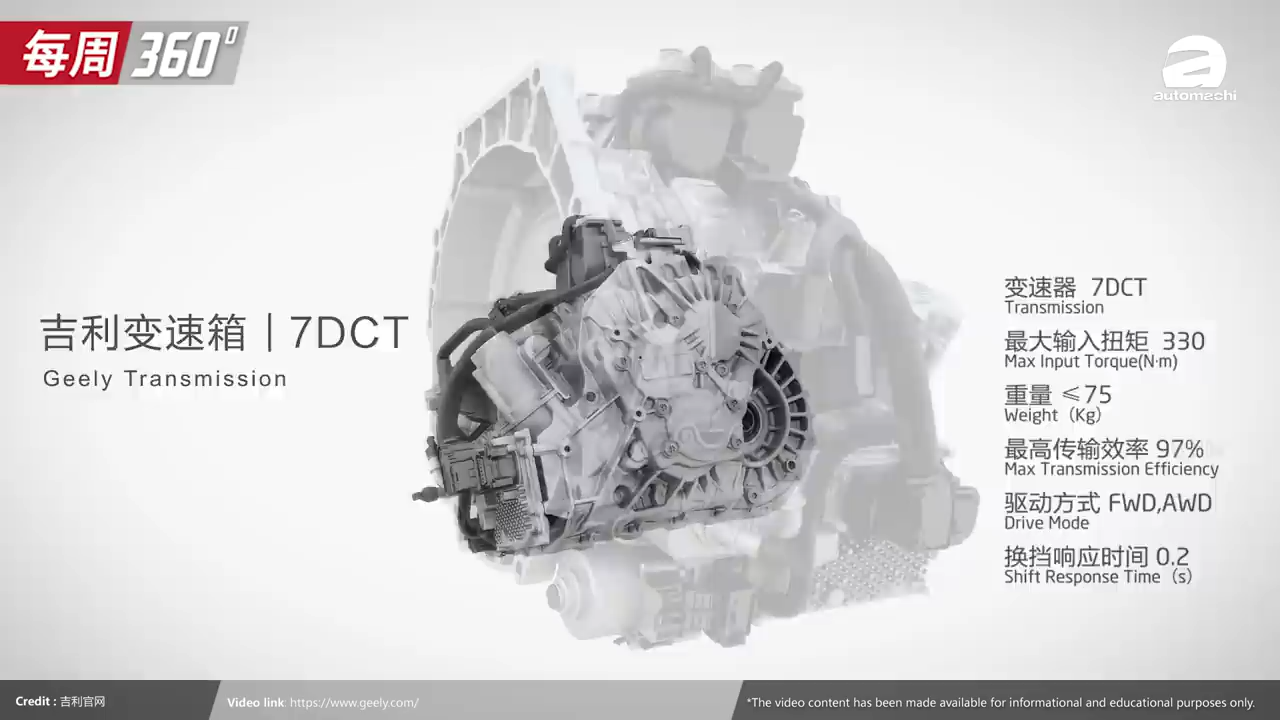 每周360°
automachi
吉利变速箱 | 7DCT
Geely Transmission
变速器 7DCT
Transmission
最大输入扭矩 330
Max Input Torque(N·m)
重量 ≤75
Weight（Kg）
最高传输效率 97%
Max Transmission Efficiency
驱动方式 FWD,AWD
Drive Mode
换挡响应时间 0.2
Shift Response Time（s）
Credit : 吉利官网
Video link: https://www.geely.com/
*The video content has been made available for informational and educational purposes only.